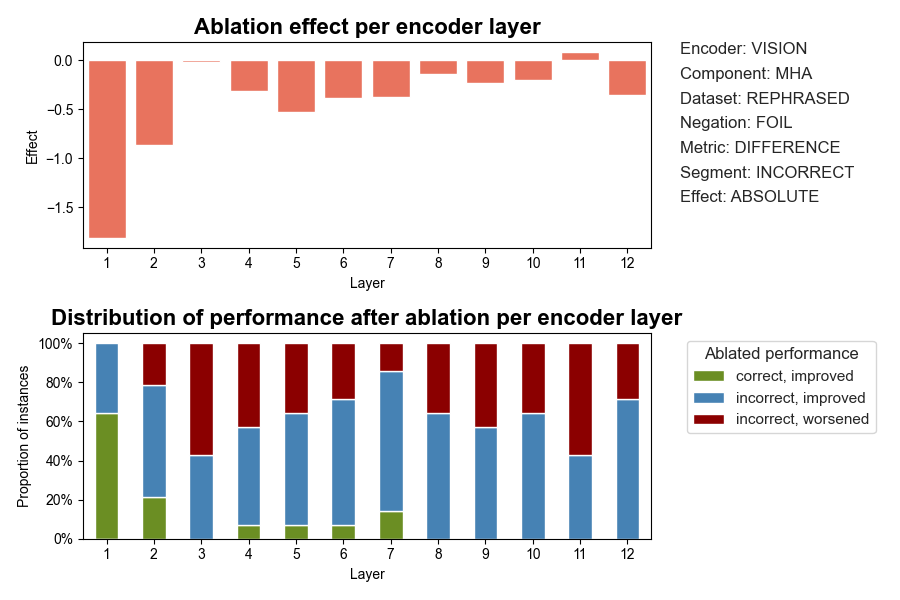 Ablation effect per encoder layer
Effect
0.0
−0.5
−1.0
−1.5
1 2 3 4 5 6 7 8 9 10 11 12
Layer
Encoder: VISION
Component: MHA
Dataset: REPHRASED
Negation: FOIL
Metric: DIFFERENCE
Segment: INCORRECT
Effect: ABSOLUTE
Distribution of performance after ablation per encoder layer
Proportion of instances
100%
80%
60%
40%
20%
0%
1 2 3 4 5 6 7 8 9 10 11 12
Layer
Ablated performance
correct, improved
incorrect, improved
incorrect, worsened